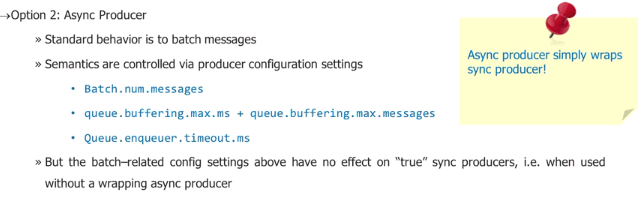 →Option 2: Async Producer
» Standard behavior is to batch messages
» Semantics are controlled via producer configuration settings
• Batch.num.messages
• queue.buffering.max.ms + queue.buffering.max.messages
• Queue.enqueuer.timeout.ms
» But the batch–related config settings above have no effect on “true” sync producers, i.e. when used
without a wrapping async producer
Async producer simply wraps
sync producer!